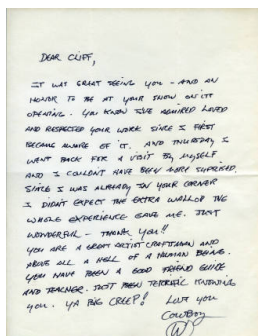 DEAR CLIFF,
IT WAS GREAT SEEING YOU - AND AN
HONOR TO BE AT YOUR SHOW ON ITS
OPENING. YOU KNOW I'VE ADMIRED LOVED
AND RESPECTED YOUR WORK SINCE I FIRST
BECAME AWARE OF IT. AND THURSDAY I
WENT BACK FOR A VISIT BY MYSELF
AND I COULDN'T HAVE BEEN MORE SUPRISED,
SINCE I WAS ALREADY IN YOUR CORNER
I DIDN'T EXPECT THE EXTRA WALLOP THE
WHOLE EXPERIENCE GAVE ME. JUST
WONDERFUL - THANK YOU!!
YOU ARE A GREAT ARTIST CRAFTSMAN AND
ABOVE ALL A HELL OF A HUMAN BEING.
YOU HAVE BEEN A GOOD FRIEND GUIDE
AND TEACHER. JUST BEEN TERRIFIC KNOWING
YOU. YA BIG CREEP! LUV YOU
COWBOY